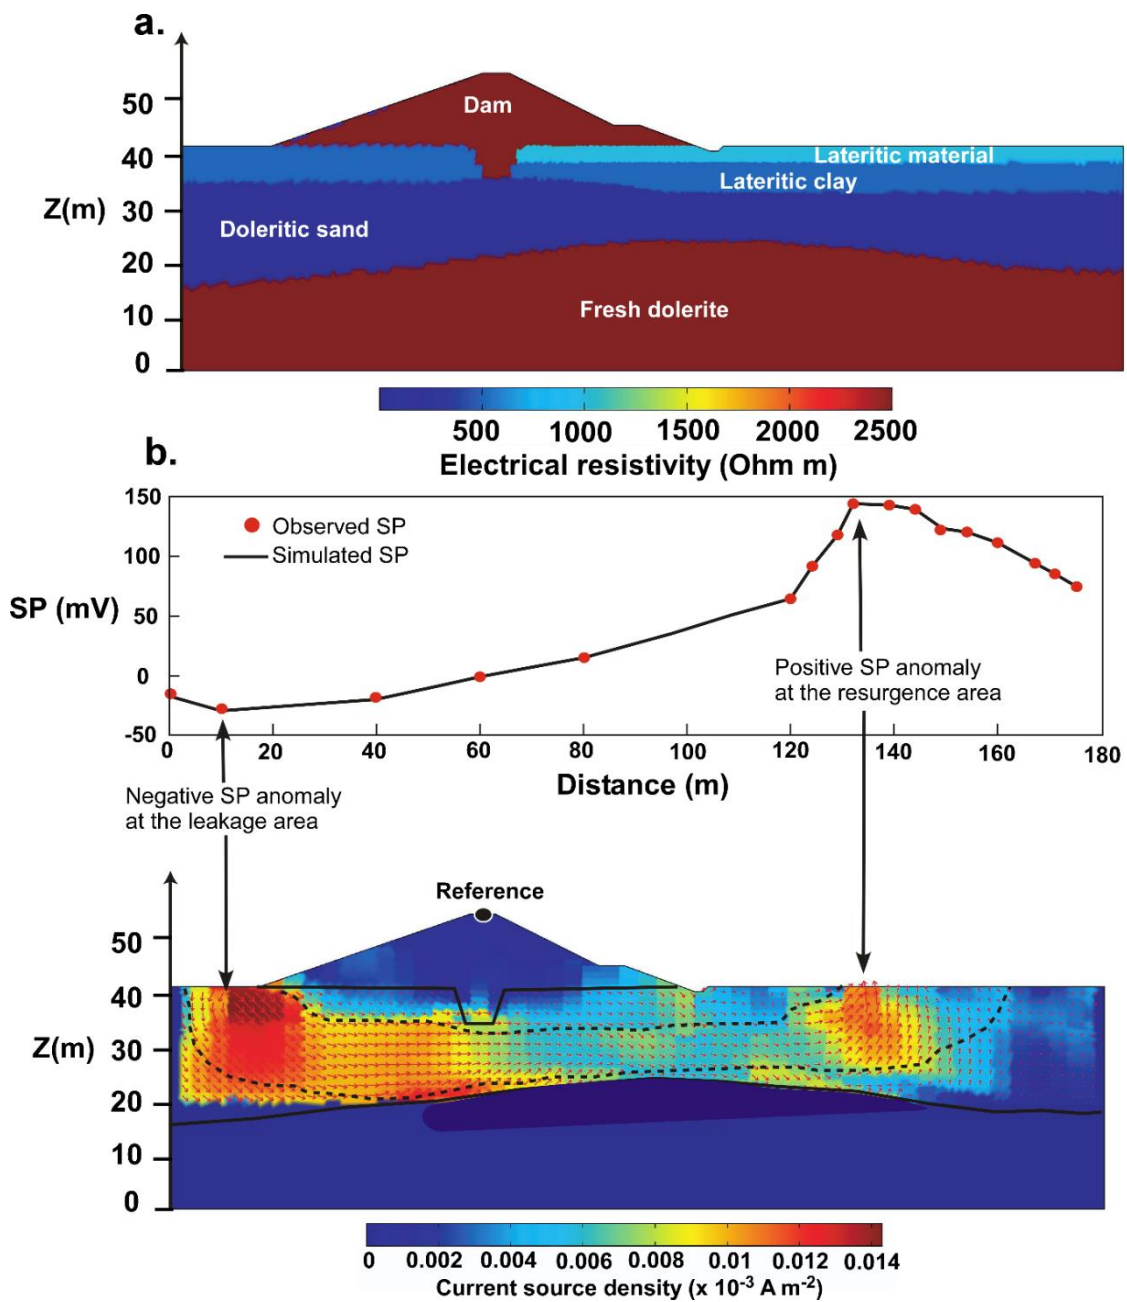 a.
50
40
Z(m) 30
20
10
0
Dam
Lateritic material
Lateritic clay
Doleritic sand
Fresh dolerite
500 1000 1500 2000 2500
Electrical resistivity (Ohm m)
b.
150
100
SP (mV)
50
0
-50
Observed SP
Simulated SP
Positive SP anomaly
at the resurgence area
0 20 40 60 80 100 120 140 160 180
Distance (m)
Negative SP anomaly
at the leakage area
Reference
50
40
Z(m) 30
20
10
0
0 0.002 0.004 0.006 0.008 0.01 0.012 0.014
Current source density (x 10⁻³ A m⁻²)